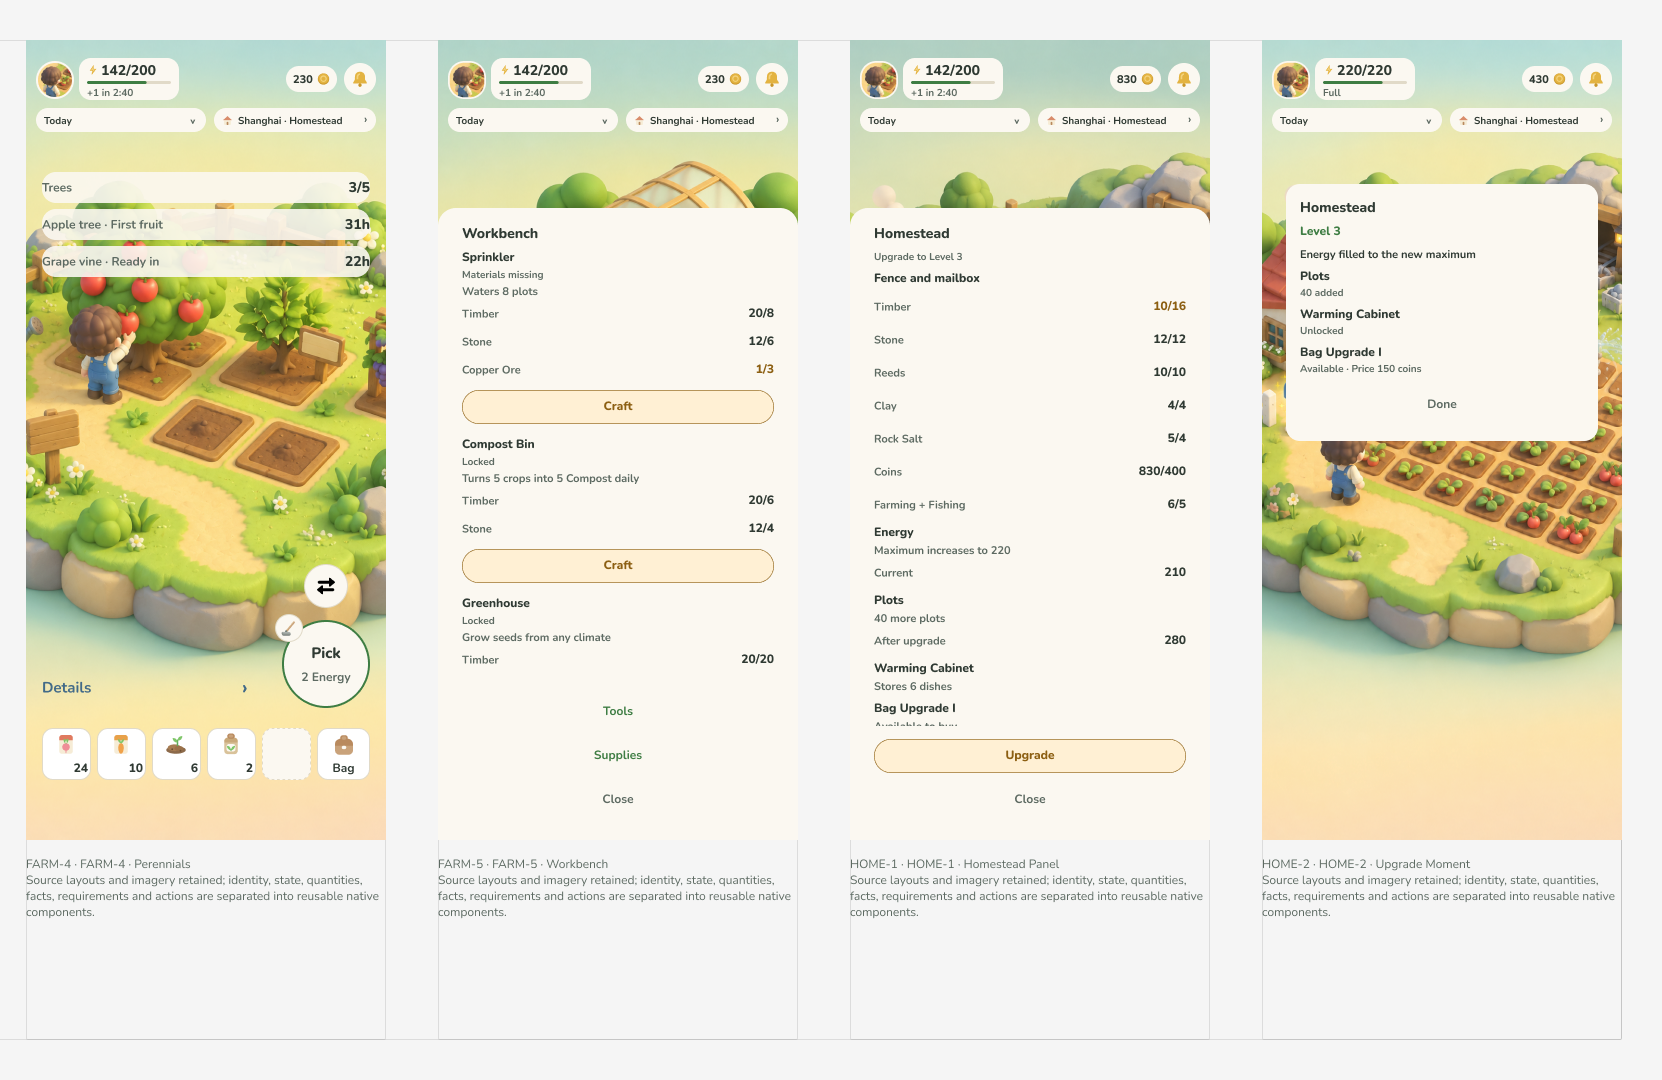 142/200
+1 in 2:40
230
Today
Shanghai · Homestead
Trees 3/5
Apple tree · First fruit 31h
Grape vine · Ready in 22h
Pick
2 Energy
Details
24
10
6
2
Bag
FARM-4 · FARM-4 · Perennials
Source layouts and imagery retained; identity, state, quantities,
facts, requirements and actions are separated into reusable native
components.
142/200
+1 in 2:40
230
Today
Shanghai · Homestead
Workbench
Sprinkler
Materials missing
Waters 8 plots
Timber 20/8
Stone 12/6
Copper Ore 1/3
Craft
Compost Bin
Locked
Turns 5 crops into 5 Compost daily
Timber 20/6
Stone 12/4
Craft
Greenhouse
Locked
Grow seeds from any climate
Timber 20/20
Tools
Supplies
Close
FARM-5 · FARM-5 · Workbench
Source layouts and imagery retained; identity, state, quantities,
facts, requirements and actions are separated into reusable native
components.
142/200
+1 in 2:40
830
Today
Shanghai · Homestead
Homestead
Upgrade to Level 3
Fence and mailbox
Timber 10/16
Stone 12/12
Reeds 10/10
Clay 4/4
Rock Salt 5/4
Coins 830/400
Farming + Fishing 6/5
Energy
Maximum increases to 220
Current 210
Plots
40 more plots
After upgrade 280
Warming Cabinet
Stores 6 dishes
Bag Upgrade I
Available to buy
Upgrade
Close
HOME-1 · HOME-1 · Homestead Panel
Source layouts and imagery retained; identity, state, quantities,
facts, requirements and actions are separated into reusable native
components.
220/220
Full
430
Today
Shanghai · Homestead
Homestead
Level 3
Energy filled to the new maximum
Plots
40 added
Warming Cabinet
Unlocked
Bag Upgrade I
Available · Price 150 coins
Done
HOME-2 · HOME-2 · Upgrade Moment
Source layouts and imagery retained; identity, state, quantities,
facts, requirements and actions are separated into reusable native
components.